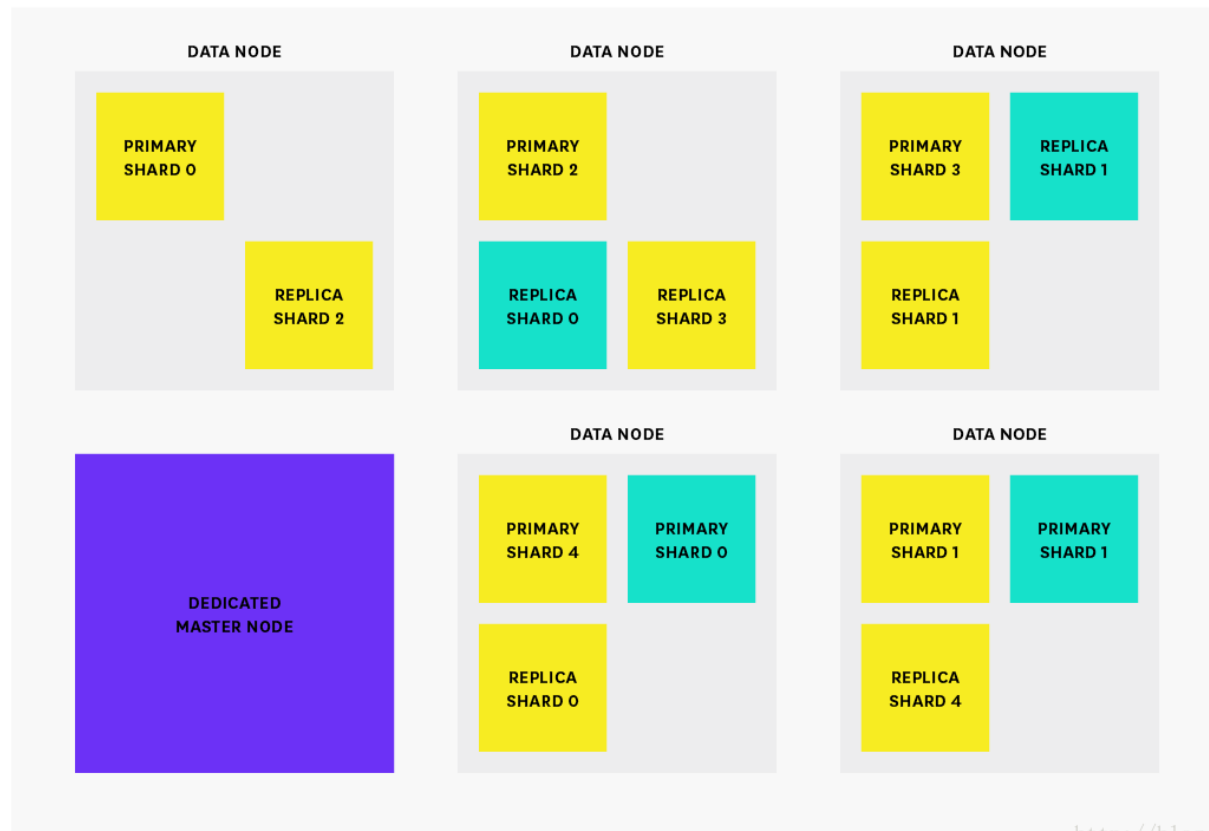 DATA NODE
DATA NODE
DATA NODE
PRIMARY
SHARD 0
REPLICA
SHARD 2
PRIMARY
SHARD 2
REPLICA
SHARD 0
REPLICA
SHARD 3
PRIMARY
SHARD 3
REPLICA
SHARD 1
REPLICA
SHARD 1
DEDICATED
MASTER NODE
DATA NODE
DATA NODE
PRIMARY
SHARD 4
PRIMARY
SHARD 0
REPLICA
SHARD 0
PRIMARY
SHARD 1
PRIMARY
SHARD 1
REPLICA
SHARD 4